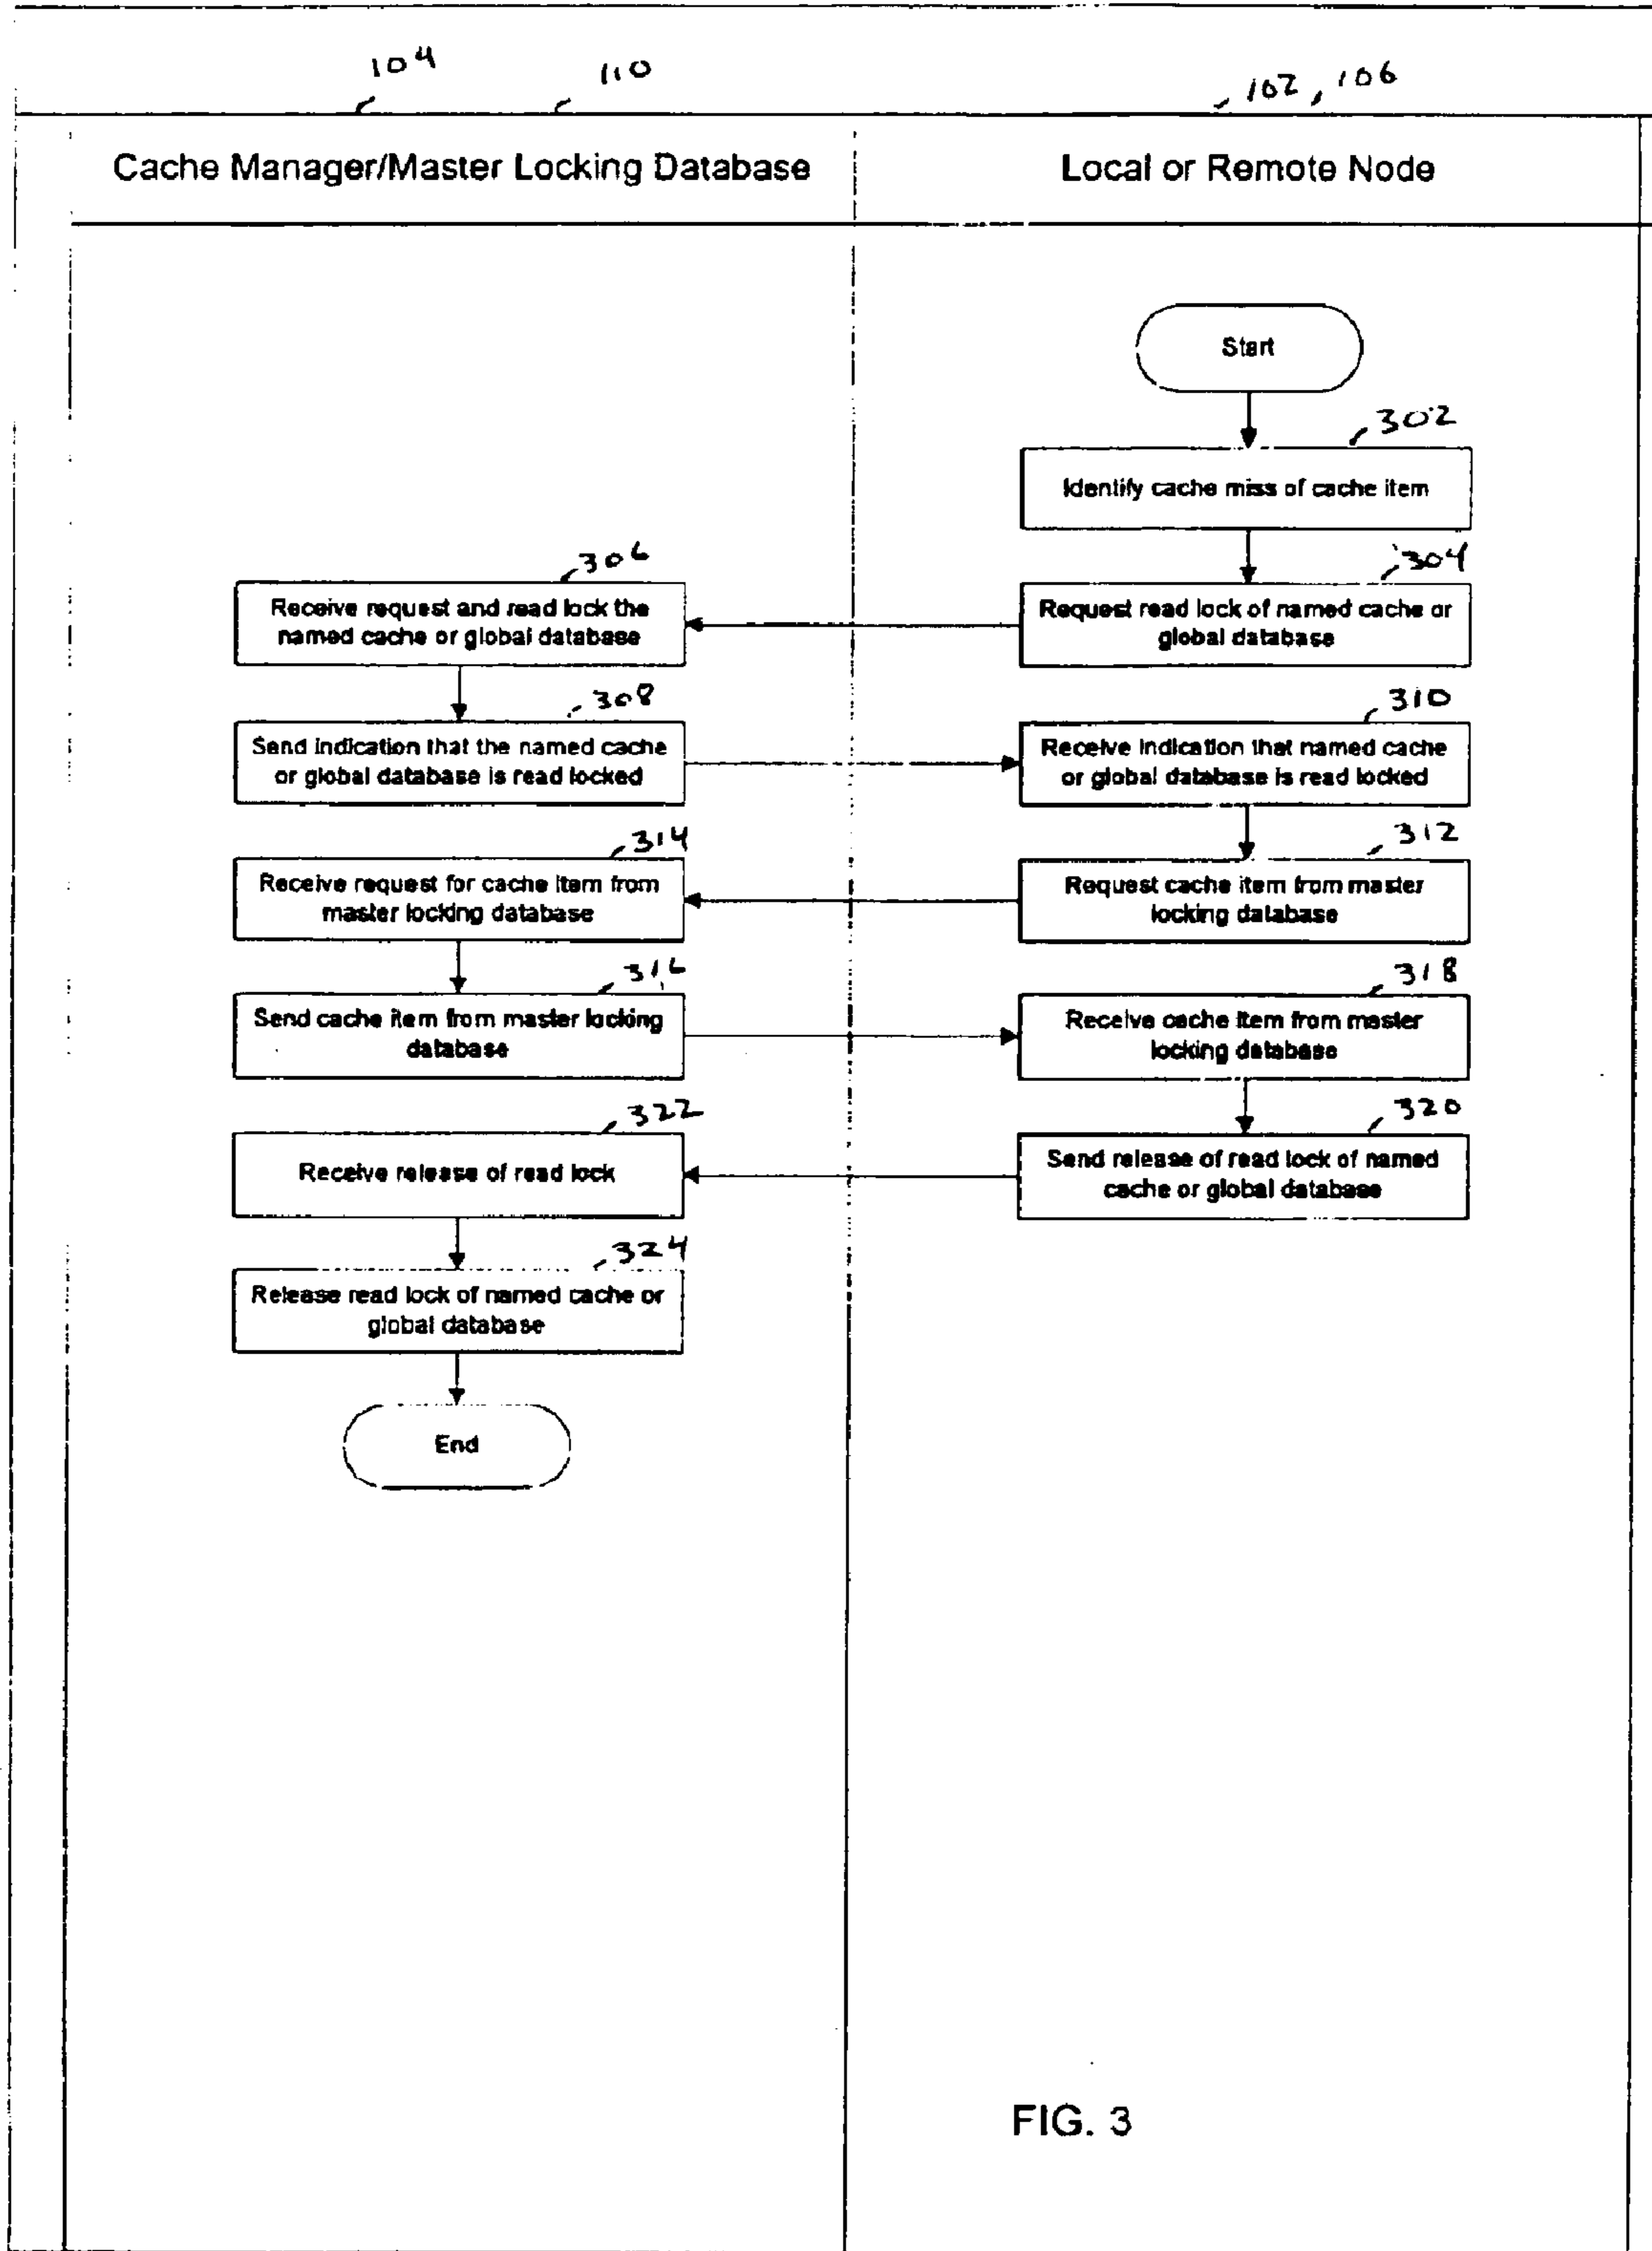 104
110
102, 106
Cache Manager/Master Locking Database
Local or Remote Node
Start
302
Identify cache miss of cache item
304
Request read lock of named cache or
global database
306
Receive request and read lock the
named cache or global database
308
Send indication that the named cache
or global database is read locked
310
Receive indication that named cache
or global database is read locked
312
Request cache item from master
locking database
314
Receive request for cache item from
master locking database
316
Send cache item from master locking
database
318
Receive cache item from master
locking database
320
Send release of read lock of named
cache or global database
322
Receive release of read lock
324
Release read lock of named cache or
global database
End
FIG. 3